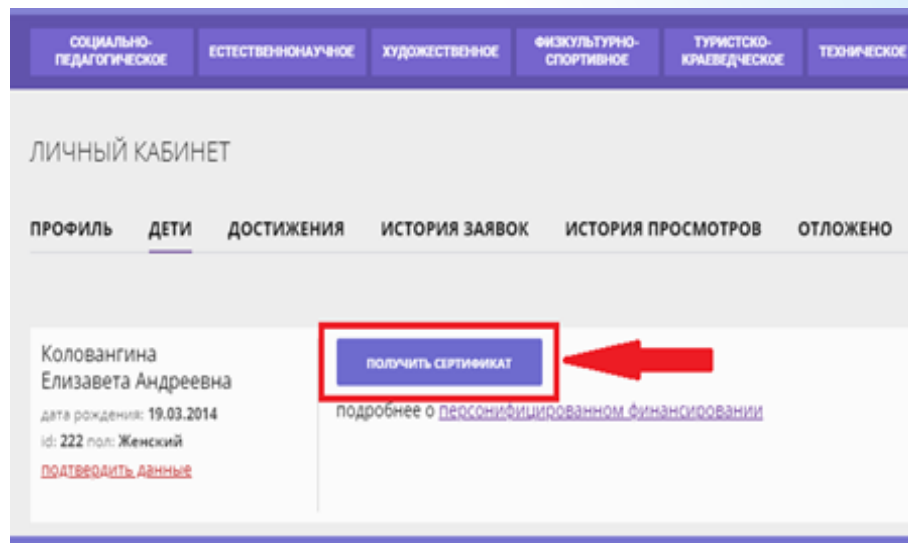 СОЦИАЛЬНО-
ПЕДАГОГИЧЕСКОЕ
ЕСТЕСТВЕННОНАУЧНОЕ
ХУДОЖЕСТВЕННОЕ
ФИЗКУЛЬТУРНО-
СПОРТИВНОЕ
ТУРИСТСКО-
КРАЕВЕДЧЕСКОЕ
ТЕХНИЧЕСКОЕ
ЛИЧНЫЙ КАБИНЕТ
ПРОФИЛЬ ДЕТИ ДОСТИЖЕНИЯ ИСТОРИЯ ЗАЯВОК ИСТОРИЯ ПРОСМОТРОВ ОТЛОЖЕНО
Коловангина
Елизавета Андреевна
дата рождения: 19.03.2014
id: 222 пол: Женский
подтвердить данные
ПОЛУЧИТЬ СЕРТИФИКАТ
подробнее о персонифицированном финансировании